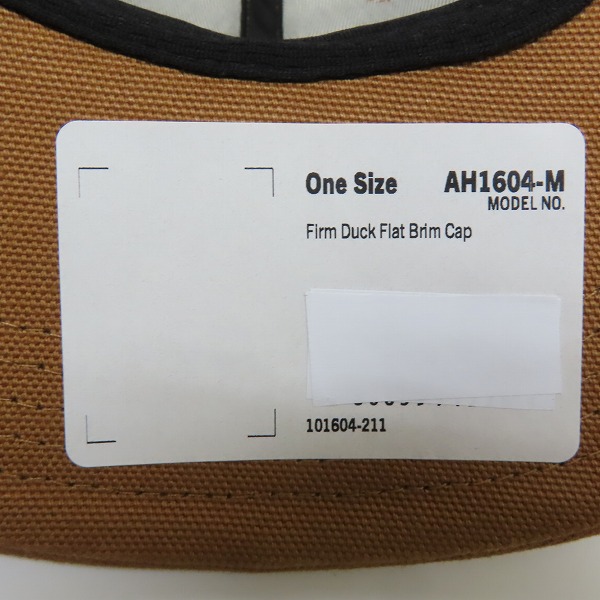 One Size AH1604-M
MODEL NO.
Firm Duck Flat Brim Cap
101604-211